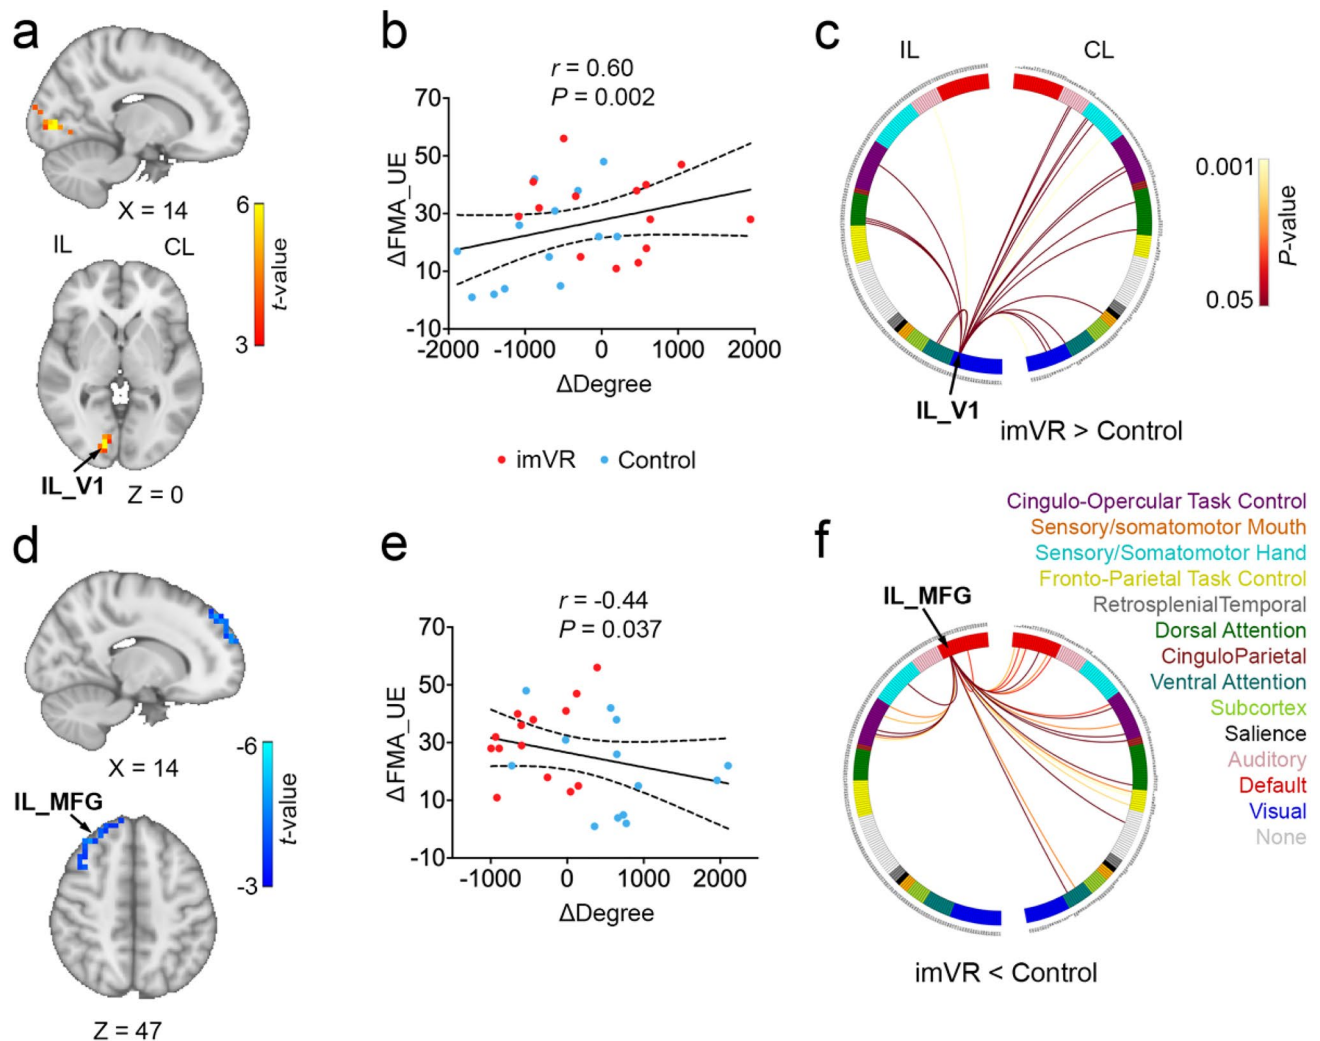 a
X = 14
IL
CL
6
t-value
3
IL_V1
Z = 0
b
r = 0.60
P = 0.002
70
50
30
10
-10
ΔFMA_UE
-2000
-1000
0
1000
2000
ΔDegree
imVR
Control
c
IL
CL
0.001
P-value
0.05
IL_V1
imVR > Control
d
X = 14
IL_MFG
-6
t-value
-3
Z = 47
e
r = -0.44
P = 0.037
70
50
30
10
-10
ΔFMA_UE
-1000
0
1000
2000
ΔDegree
f
IL_MFG
imVR < Control
Cingulo-Opercular Task Control
Sensory/somatomotor Mouth
Sensory/Somatomotor Hand
Fronto-Parietal Task Control
RetrosplenialTemporal
Dorsal Attention
CinguloParietal
Ventral Attention
Subcortex
Salience
Auditory
Default
Visual
None